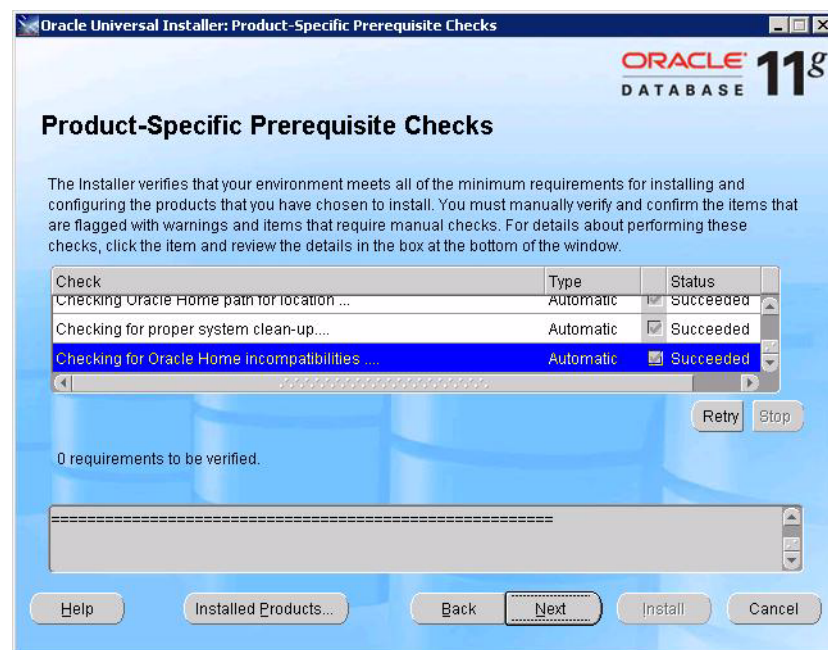 Oracle Universal Installer: Product-Specific Prerequisite Checks
ORACLE 11g
DATABASE
Product-Specific Prerequisite Checks
The Installer verifies that your environment meets all of the minimum requirements for installing and
configuring the products that you have chosen to install. You must manually verify and confirm the items that
are flagged with warnings and items that require manual checks. For details about performing these
checks, click the item and review the details in the box at the bottom of the window.
Check Type Status
Checking Oracle Home path for location ... Automatic Succeeded
Checking for proper system clean-up.... Automatic Succeeded
Checking for Oracle Home incompatibilities .... Automatic Succeeded
Retry Stop
0 requirements to be verified.
========================================================
Help Installed Products... Back Next Install Cancel